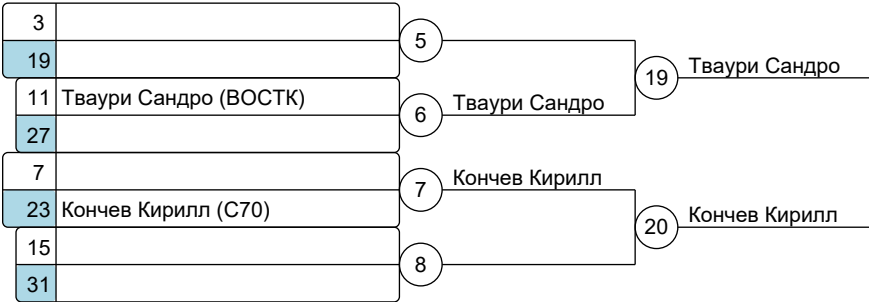 3
5
19
19 Тваури Сандро
11 Тваури Сандро (ВОСТК)
6 Тваури Сандро
27
7
7 Кончев Кирилл
23 Кончев Кирилл (С70)
20 Кончев Кирилл
15
8
31